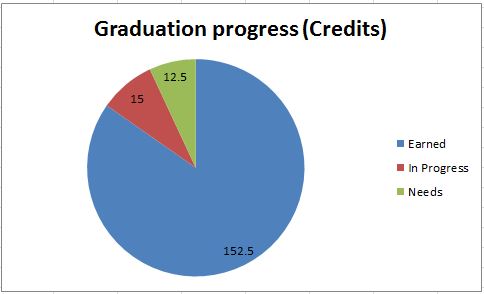 Graduation progress (Credits)
12.5
15
152.5
Earned
In Progress
Needs